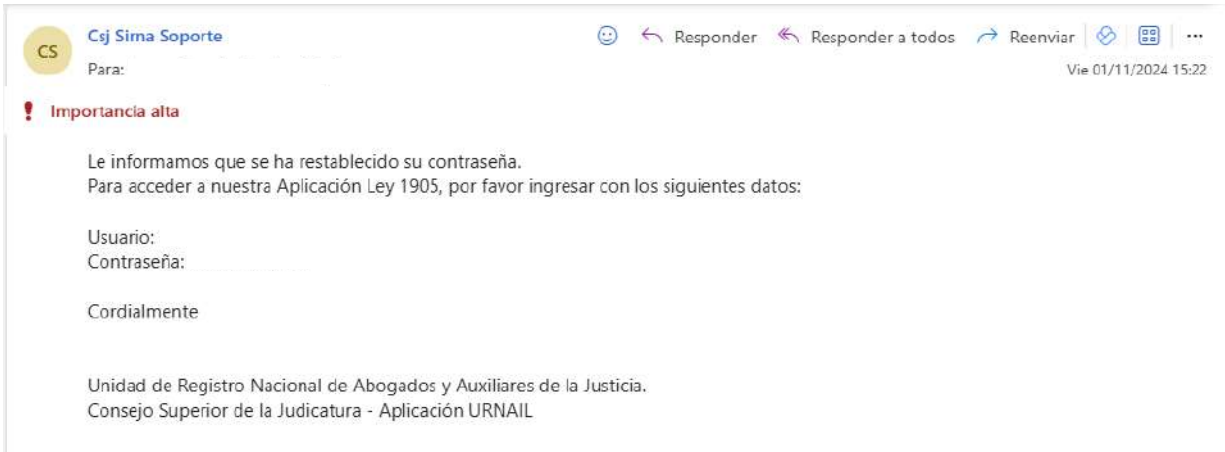 CS
Csj Sirna Soporte
Responder
Responder a todos
Reenviar
Para:
Vie 01/11/2024 15:22
Importancia alta
Le informamos que se ha restablecido su contraseña.
Para acceder a nuestra Aplicación Ley 1905, por favor ingresar con los siguientes datos:
Usuario:
Contraseña:
Cordialmente
Unidad de Registro Nacional de Abogados y Auxiliares de la Justicia.
Consejo Superior de la Judicatura - Aplicación URNAIL